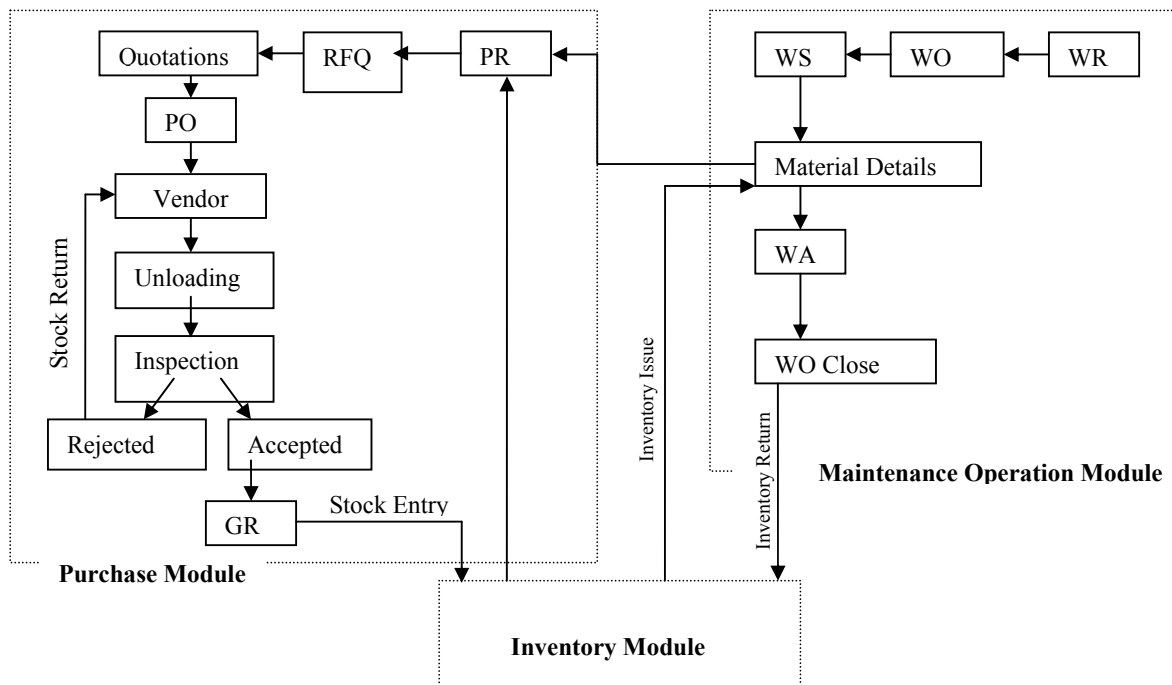 Quotations
RFQ
PR
WS
WO
WR
PO
Material Details
Vendor
WA
Unloading
Stock Return
Inspection
WO Close
Inventory Issue
Rejected
Accepted
Inventory Return
Maintenance Operation Module
GR
Stock Entry
Purchase Module
Inventory Module